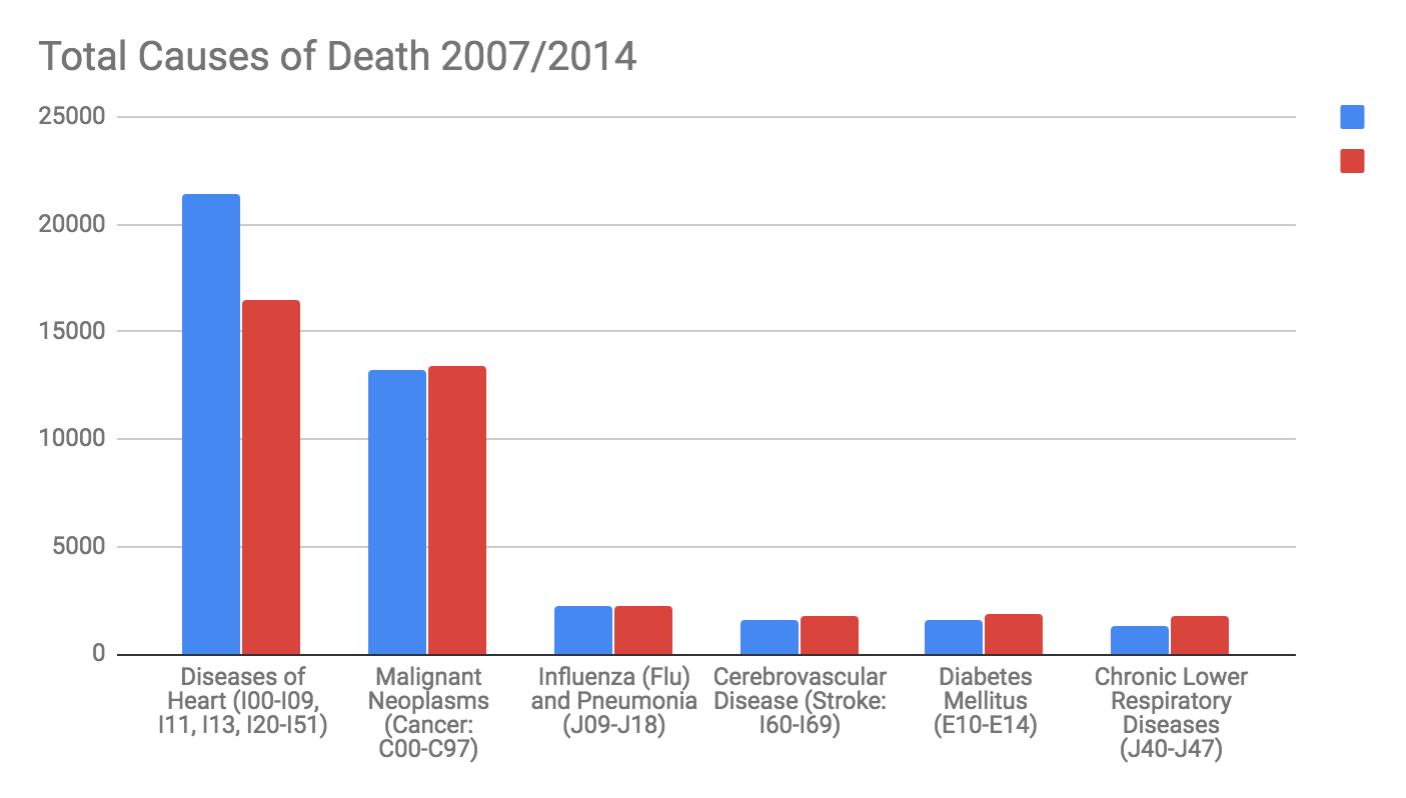 Total Causes of Death 2007/2014
25000
20000
15000
10000
5000
0
Diseases of
Heart (I00-I09,
I11, I13, I20-I51)
Malignant
Neoplasms
(Cancer:
C00-C97)
Influenza (Flu)
and Pneumonia
(J09-J18)
Cerebrovascular
Disease (Stroke:
I60-I69)
Diabetes
Mellitus
(E10-E14)
Chronic Lower
Respiratory
Diseases
(J40-J47)